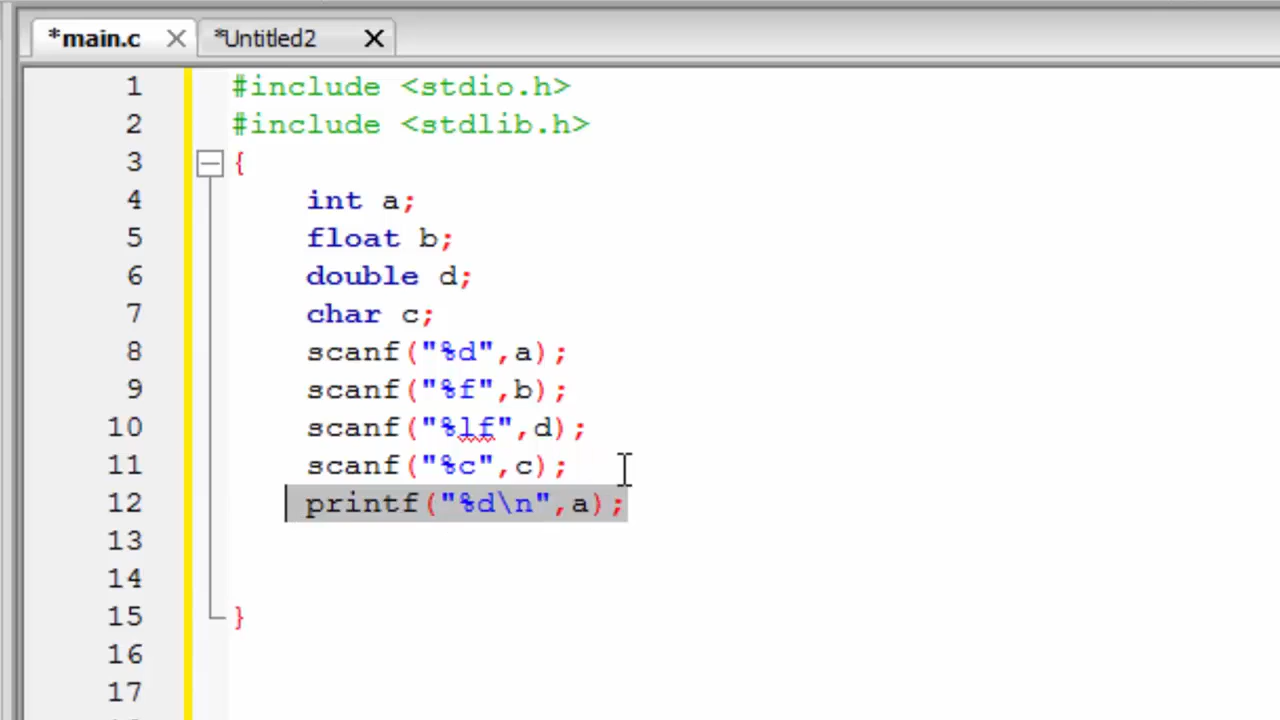 *main.c *Untitled2
1 #include <stdio.h>
2 #include <stdlib.h>
3 {
4 int a;
5 float b;
6 double d;
7 char c;
8 scanf("%d",a);
9 scanf("%f",b);
10 scanf("%lf",d);
11 scanf("%c",c);
12 printf("%d\n",a);
13
14
15 }
16
17